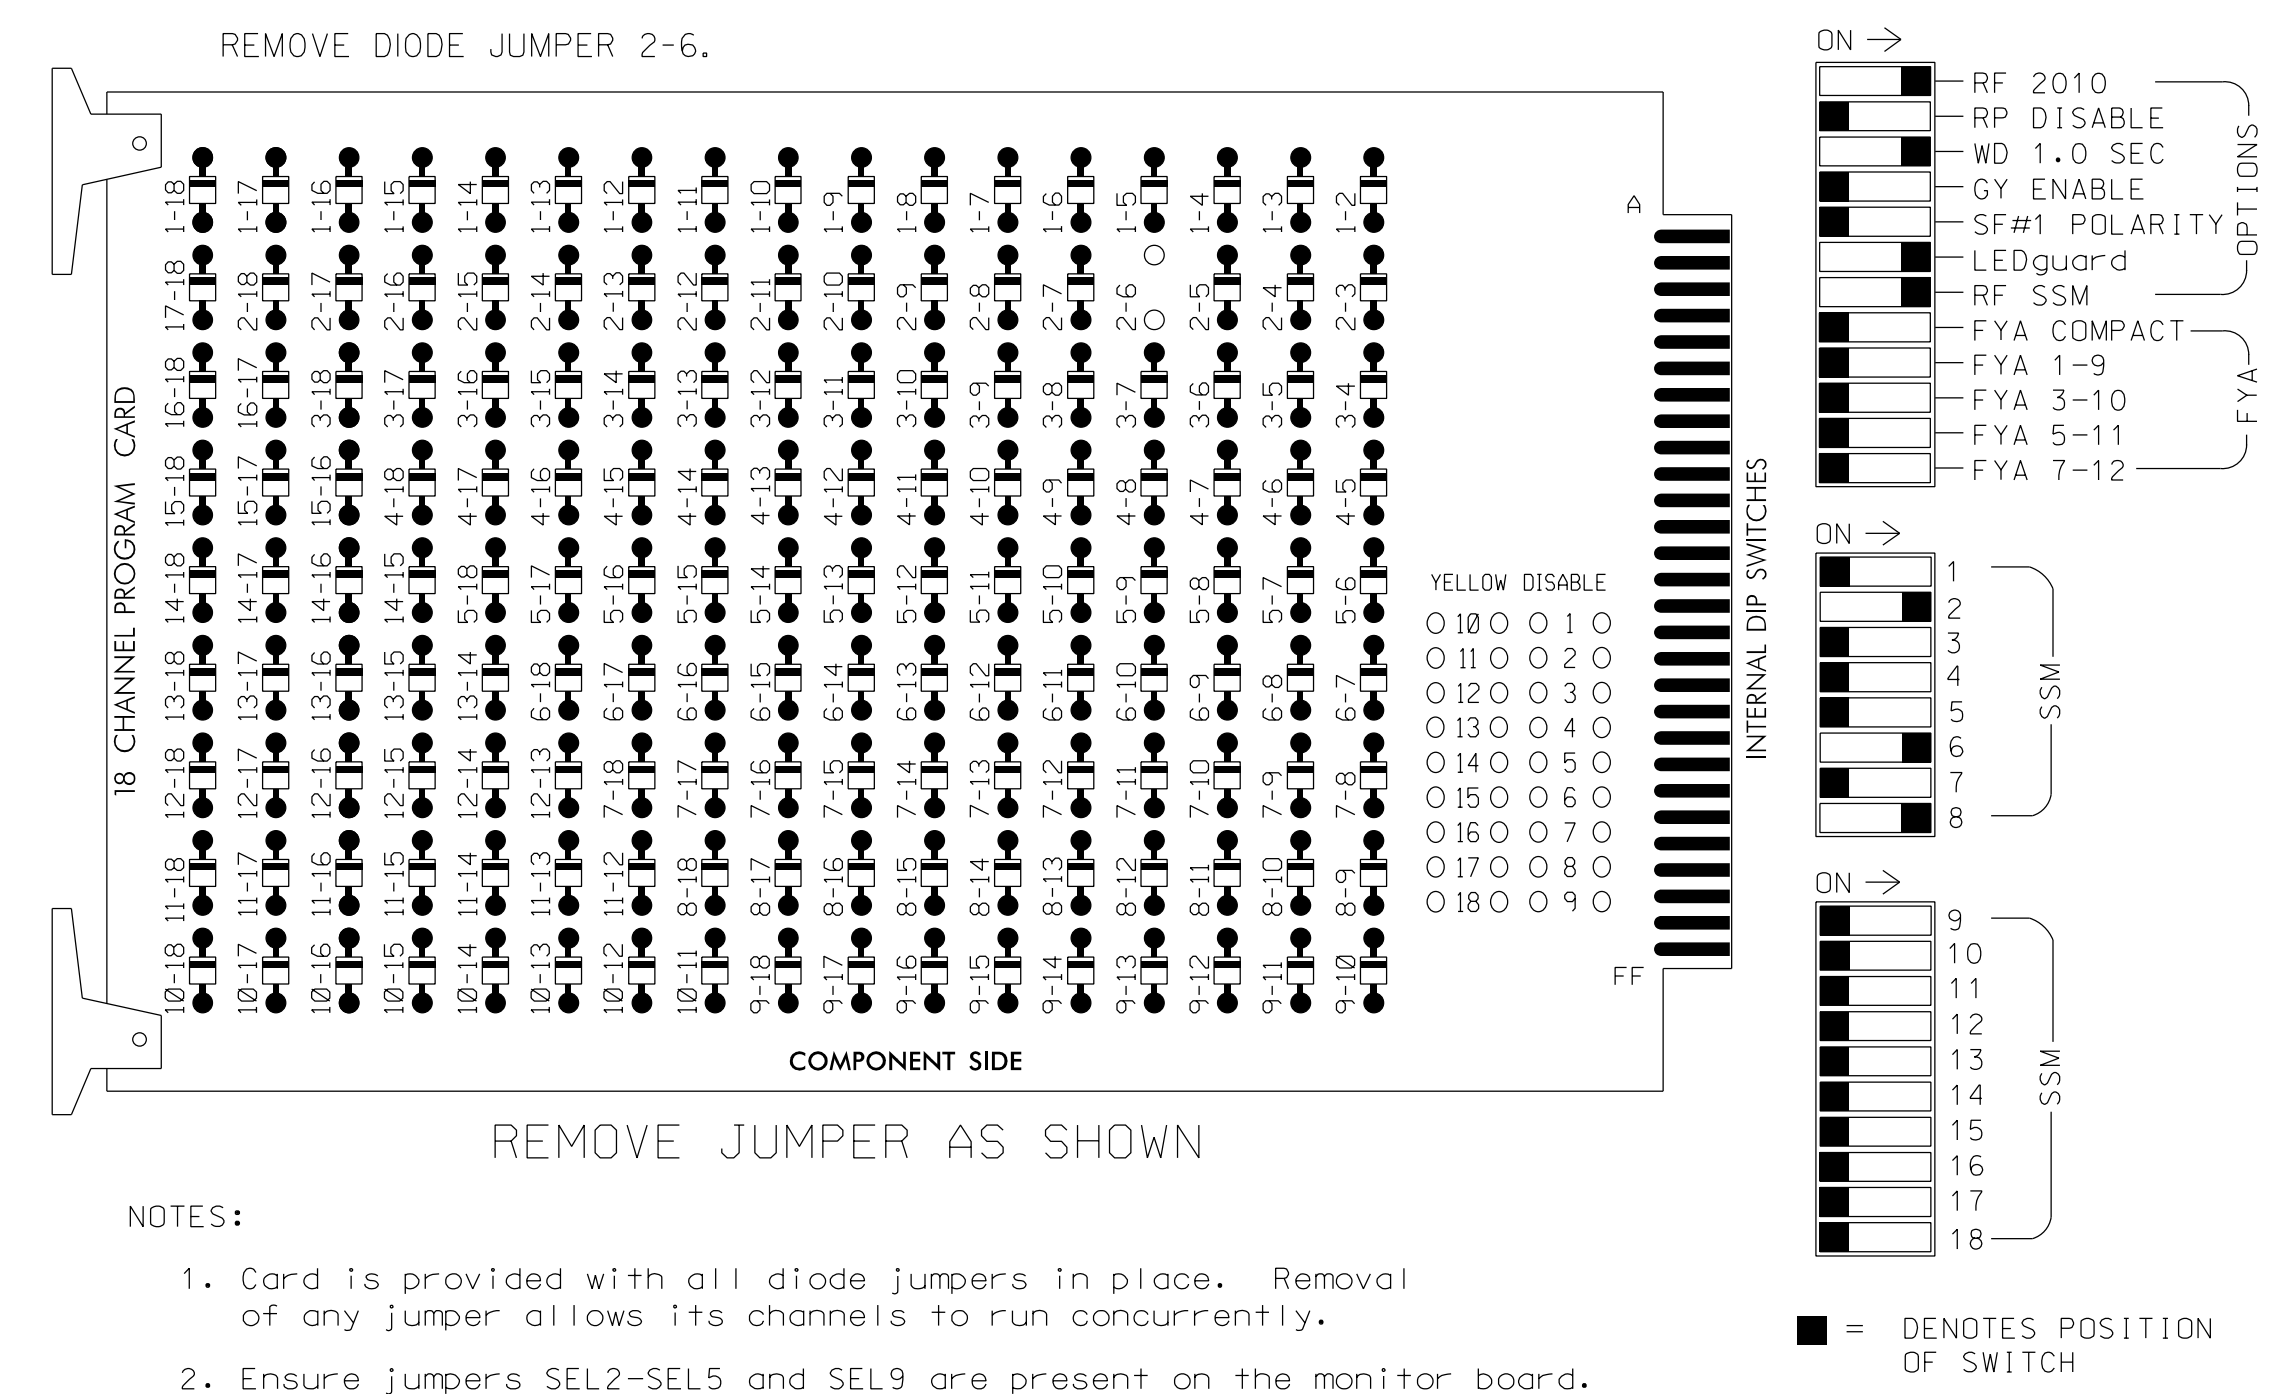 REMOVE DIODE JUMPER 2-6.
18 CHANNEL PROGRAM CARD
1-18 1-17 1-16 1-15 1-14 1-13 1-12 1-11 1-10 1-9 1-8 1-7 1-6 1-5 1-4 1-3 1-2
17-18 2-18 2-17 2-16 2-15 2-14 2-13 2-12 2-11 2-10 2-9 2-8 2-7 2-6 2-5 2-4 2-3
16-18 16-17 3-18 3-17 3-16 3-15 3-14 3-13 3-12 3-11 3-10 3-9 3-8 3-7 3-6 3-5 3-4
15-18 15-17 15-16 4-18 4-17 4-16 4-15 4-14 4-13 4-12 4-11 4-10 4-9 4-8 4-7 4-6 4-5
14-18 14-17 14-16 14-15 5-18 5-17 5-16 5-15 5-14 5-13 5-12 5-11 5-10 5-9 5-8 5-7 5-6
13-18 13-17 13-16 13-15 13-14 6-18 6-17 6-16 6-15 6-14 6-13 6-12 6-11 6-10 6-9 6-8 6-7
12-18 12-17 12-16 12-15 12-14 12-13 7-18 7-17 7-16 7-15 7-14 7-13 7-12 7-11 7-10 7-9 7-8
11-18 11-17 11-16 11-15 11-14 11-13 11-12 8-18 8-17 8-16 8-15 8-14 8-13 8-12 8-11 8-10 8-9
10-18 10-17 10-16 10-15 10-14 10-13 10-12 10-11 9-18 9-17 9-16 9-15 9-14 9-13 9-12 9-11 9-10
A
YELLOW DISABLE
10 1
11 2
12 3
13 4
14 5
15 6
16 7
17 8
18 9
FF
COMPONENT SIDE
INTERNAL DIP SWITCHES
ON →
RF 2010
RP DISABLE
WD 1.0 SEC
GY ENABLE
SF#1 POLARITY
LEDguard
RF SSM
OPTIONS
FYA COMPACT
FYA 1-9
FYA 3-10
FYA 5-11
FYA 7-12
FYA
ON →
1
2
3
4
5
6
7
8
SSM
ON →
9
10
11
12
13
14
15
16
17
18
SSM
REMOVE JUMPER AS SHOWN
NOTES:
1. Card is provided with all diode jumpers in place. Removal
of any jumper allows its channels to run concurrently.
2. Ensure jumpers SEL2-SEL5 and SEL9 are present on the monitor board.
= DENOTES POSITION
OF SWITCH